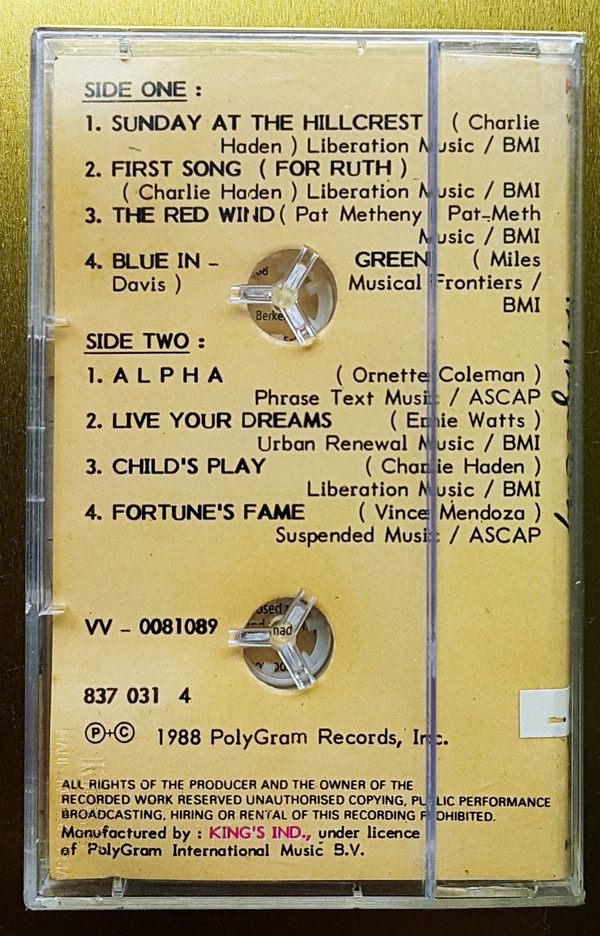 SIDE ONE :
1. SUNDAY AT THE HILLCREST ( Charlie
Haden ) Liberation Music / BMI
2. FIRST SONG ( FOR RUTH )
( Charlie Haden ) Liberation Music / BMI
3. THE RED WIND ( Pat Metheny ) Pat-Meth
Music / BMI
4. BLUE IN - GREEN ( Miles
Davis ) Musical Frontiers /
BMI
SIDE TWO :
1. A L P H A ( Ornette Coleman )
Phrase Text Music / ASCAP
2. LIVE YOUR DREAMS ( Ernie Watts )
Urban Renewal Music / BMI
3. CHILD'S PLAY ( Charlie Haden )
Liberation Music / BMI
4. FORTUNE'S FAME ( Vince Mendoza )
Suspended Music / ASCAP
VV - 0081089
837 031 4
Ⓟ+© 1988 PolyGram Records, Inc.
ALL RIGHTS OF THE PRODUCER AND THE OWNER OF THE
RECORDED WORK RESERVED UNAUTHORISED COPYING, PUBLIC PERFORMANCE
BROADCASTING, HIRING OR RENTAL OF THIS RECORDING PROHIBITED.
Manufactured by : KING'S IND., under licence
of PolyGram International Music B.V.